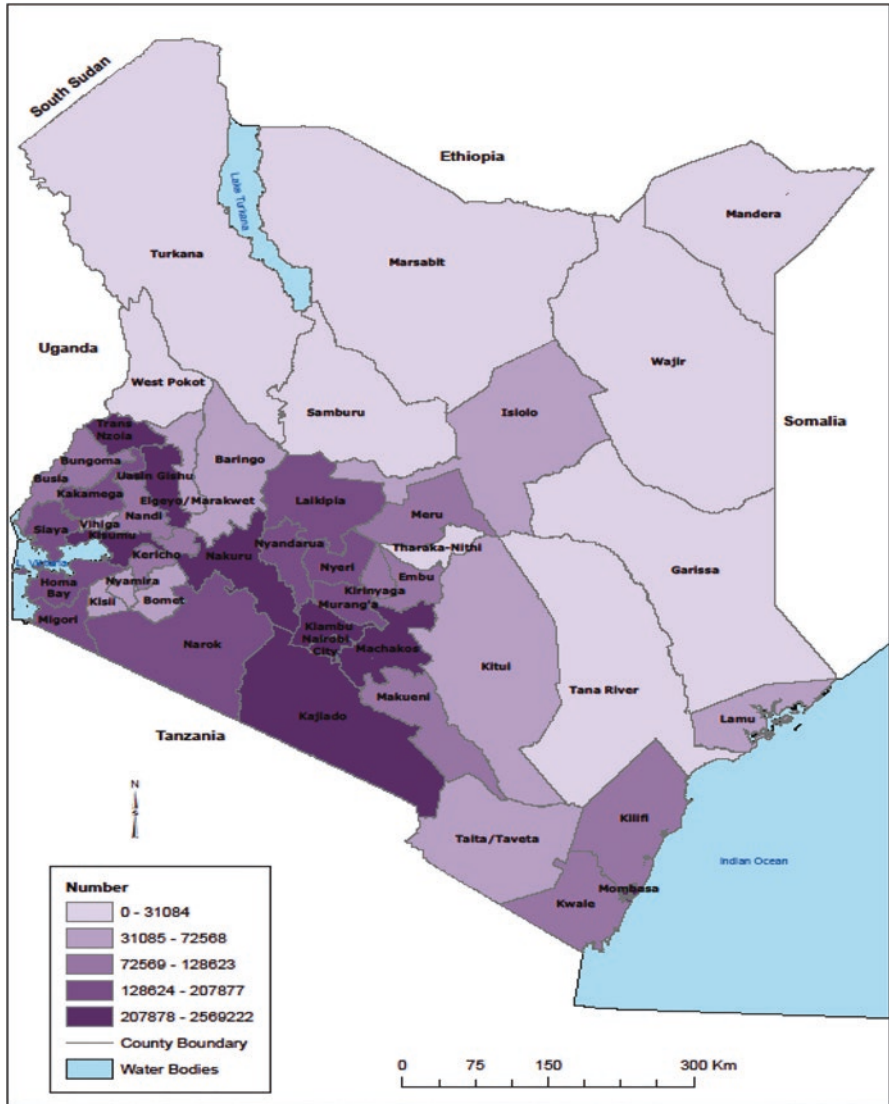 South Sudan
Ethiopia
Lake Turkana
Mandera
Turkana
Marsabit
Uganda
Wajir
West Pokot
Samburu
Isiolo
Somalia
Trans
Nzoia
Bungoma
Baringo
Uasin Gishu
Busia
Kakamega
Elgeyo/Marakwet
Laikipia
Meru
Nandi
Siaya
Vihiga
Kisumu
Nyandarua
Tharaka-Nithi
Kericho
Nakuru
L. Victoria
Nyeri
Garissa
Homa
Bay
Nyamira
Embu
Kirinyaga
Kisii
Bomet
Murang'a
Migori
Kiambu
Nairobi
City
Narok
Machakos
Kitui
Makueni
Tana River
Kajiado
Lamu
Tanzania
N
S
Kilifi
Taita/Taveta
Indian Ocean
Mombasa
Kwale
Number
0 - 31084
31085 - 72568
72569 - 128623
128624 - 207877
207878 - 2569222
County Boundary
Water Bodies
0 75 150 300 Km